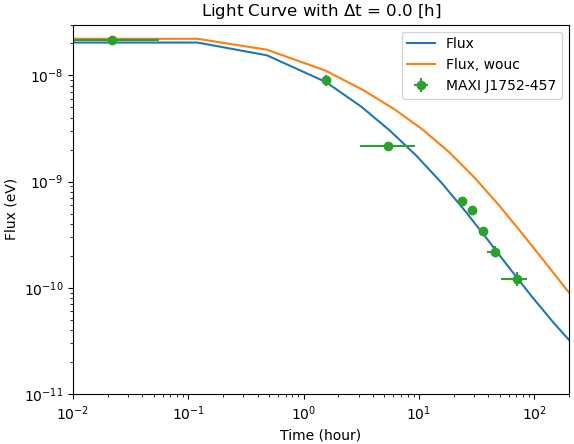 Light Curve with Δt = 0.0 [h]
Flux
Flux, wouc
MAXI J1752-457
Flux (eV)
10⁻⁸
10⁻⁹
10⁻¹⁰
10⁻¹¹
10⁻² 10⁻¹ 10⁰ 10¹ 10²
Time (hour)